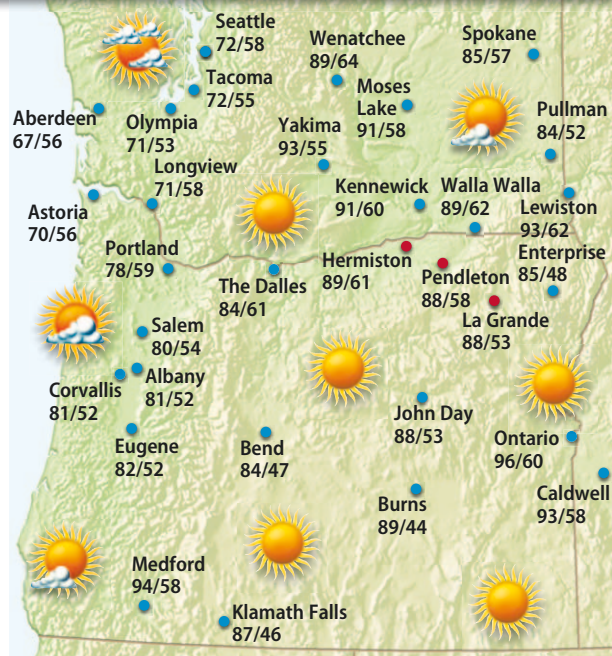 Seattle
72/58
Wenatchee
89/64
Spokane
85/57
Tacoma
72/55
Moses
Lake
91/58
Aberdeen
67/56
Olympia
71/53
Yakima
93/55
Pullman
84/52
Longview
71/58
Kennewick
91/60
Walla Walla
89/62
Lewiston
93/62
Astoria
70/56
Portland
78/59
The Dalles
84/61
Hermiston
89/61
Pendleton
88/58
Enterprise
85/48
La Grande
88/53
Salem
80/54
Corvallis
81/52
Albany
81/52
Eugene
82/52
Bend
84/47
John Day
88/53
Ontario
96/60
Caldwell
93/58
Burns
89/44
Medford
94/58
Klamath Falls
87/46